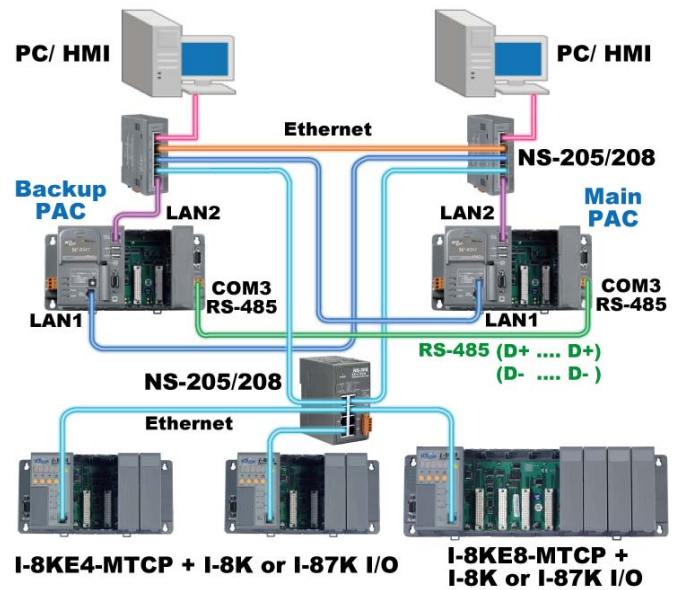 PC/ HMI
PC/ HMI
Ethernet
NS-205/208
Backup
PAC
LAN2
LAN2
Main
PAC
COM3
RS-485
COM3
RS-485
LAN1
LAN1
RS-485 (D+ .... D+)
(D- .... D- )
NS-205/208
NS-208
Ethernet
I-8KE4-MTCP + I-8K or I-87K I/O
I-8KE8-MTCP +
I-8K or I-87K I/O